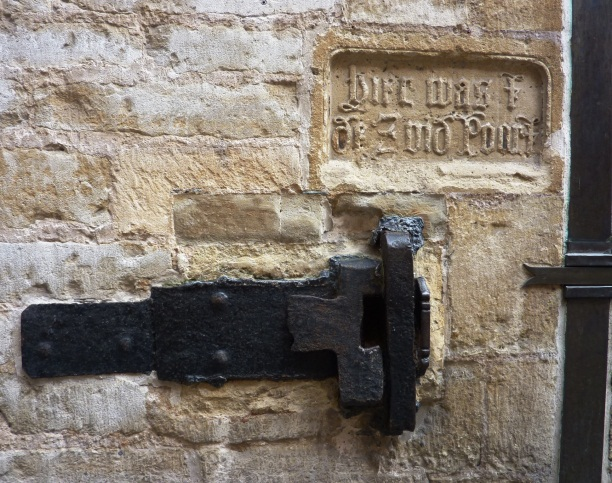 hier was t
de Zuid Poort